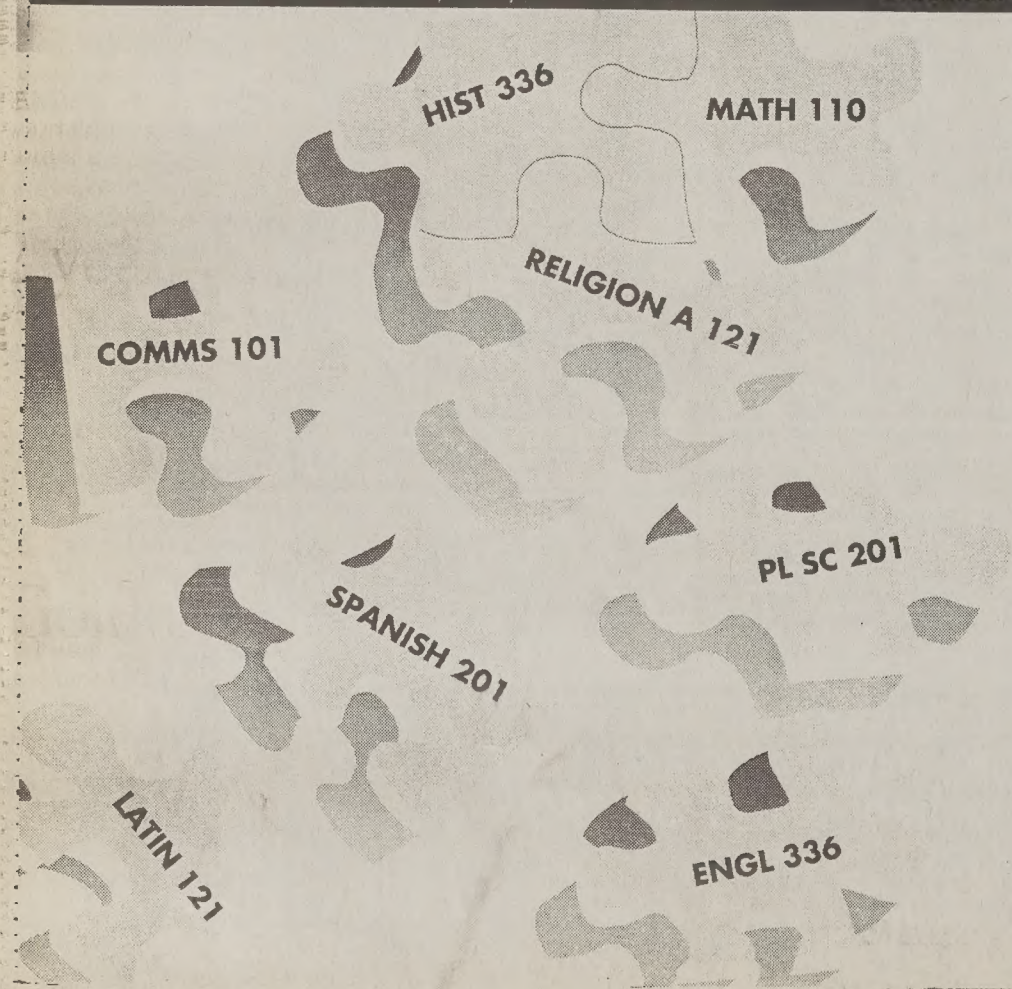 HIST 336
MATH 110
RELIGION A 121
COMMS 101
PL SC 201
SPANISH 201
LATIN 121
ENGL 336